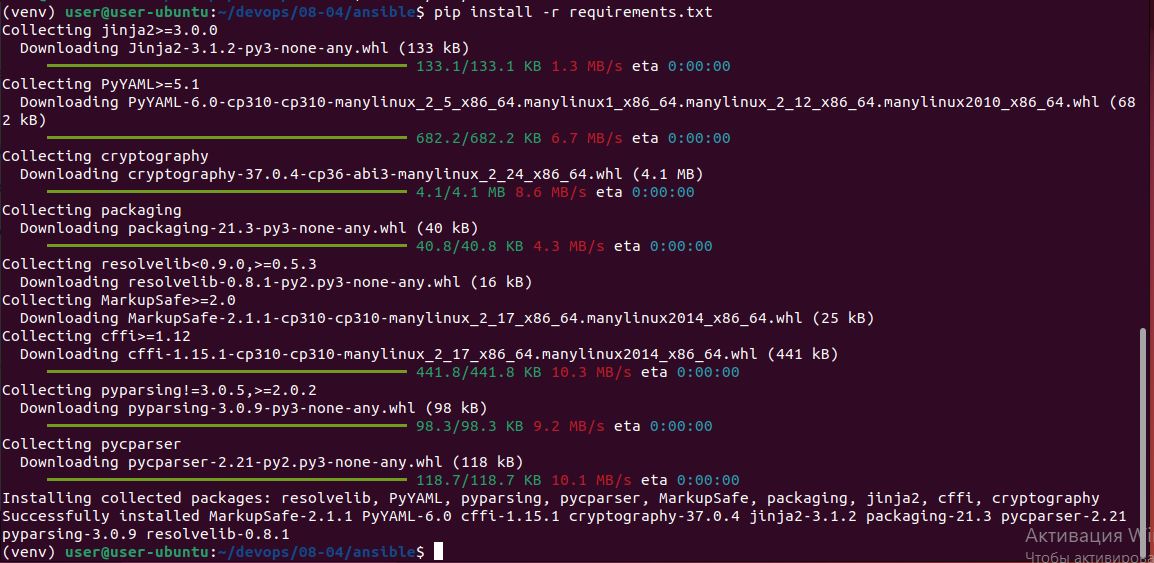 (venv) user@user-ubuntu:~/devops/08-04/ansible$ pip install -r requirements.txt
Collecting jinja2>=3.0.0
  Downloading Jinja2-3.1.2-py3-none-any.whl (133 kB)
133.1/133.1 KB 1.3 MB/s eta 0:00:00
Collecting PyYAML>=5.1
  Downloading PyYAML-6.0-cp310-cp310-manylinux_2_5_x86_64.manylinux1_x86_64.manylinux_2_12_x86_64.manylinux2010_x86_64.whl (68
2 kB)
682.2/682.2 KB 6.7 MB/s eta 0:00:00
Collecting cryptography
  Downloading cryptography-37.0.4-cp36-abi3-manylinux_2_24_x86_64.whl (4.1 MB)
4.1/4.1 MB 8.6 MB/s eta 0:00:00
Collecting packaging
  Downloading packaging-21.3-py3-none-any.whl (40 kB)
40.8/40.8 KB 4.3 MB/s eta 0:00:00
Collecting resolvelib<0.9.0,>=0.5.3
  Downloading resolvelib-0.8.1-py2.py3-none-any.whl (16 kB)
Collecting MarkupSafe>=2.0
  Downloading MarkupSafe-2.1.1-cp310-cp310-manylinux_2_17_x86_64.manylinux2014_x86_64.whl (25 kB)
Collecting cffi>=1.12
  Downloading cffi-1.15.1-cp310-cp310-manylinux_2_17_x86_64.manylinux2014_x86_64.whl (441 kB)
441.8/441.8 KB 10.3 MB/s eta 0:00:00
Collecting pyparsing!=3.0.5,>=2.0.2
  Downloading pyparsing-3.0.9-py3-none-any.whl (98 kB)
98.3/98.3 KB 9.2 MB/s eta 0:00:00
Collecting pycparser
  Downloading pycparser-2.21-py2.py3-none-any.whl (118 kB)
118.7/118.7 KB 10.1 MB/s eta 0:00:00
Installing collected packages: resolvelib, PyYAML, pyparsing, pycparser, MarkupSafe, packaging, jinja2, cffi, cryptography
Successfully installed MarkupSafe-2.1.1 PyYAML-6.0 cffi-1.15.1 cryptography-37.0.4 jinja2-3.1.2 packaging-21.3 pycparser-2.21
pyparsing-3.0.9 resolvelib-0.8.1
Активация Wi
(venv) user@user-ubuntu:~/devops/08-04/ansible$
Чтобы активирова